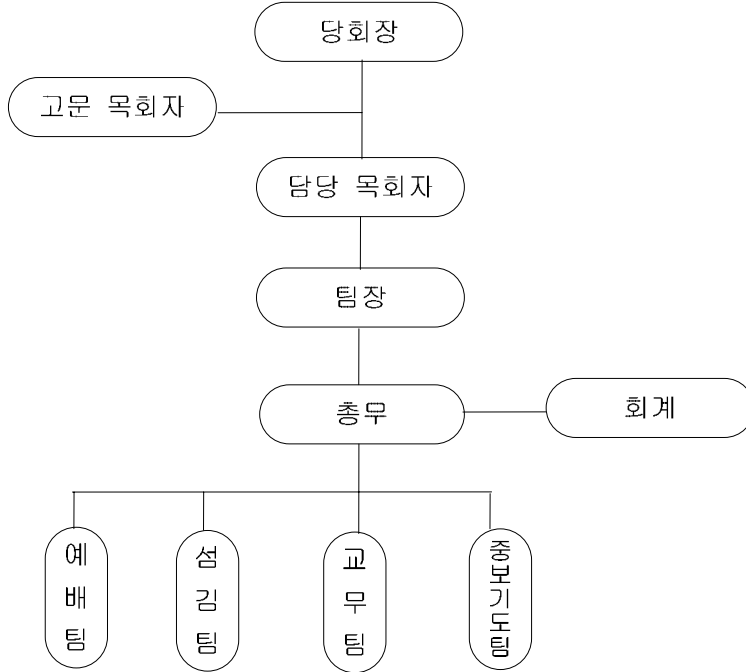 당회장
고문 목회자
담당 목회자
팀장
총무
회계
예배팀
섬김팀
교무팀
중보기도팀